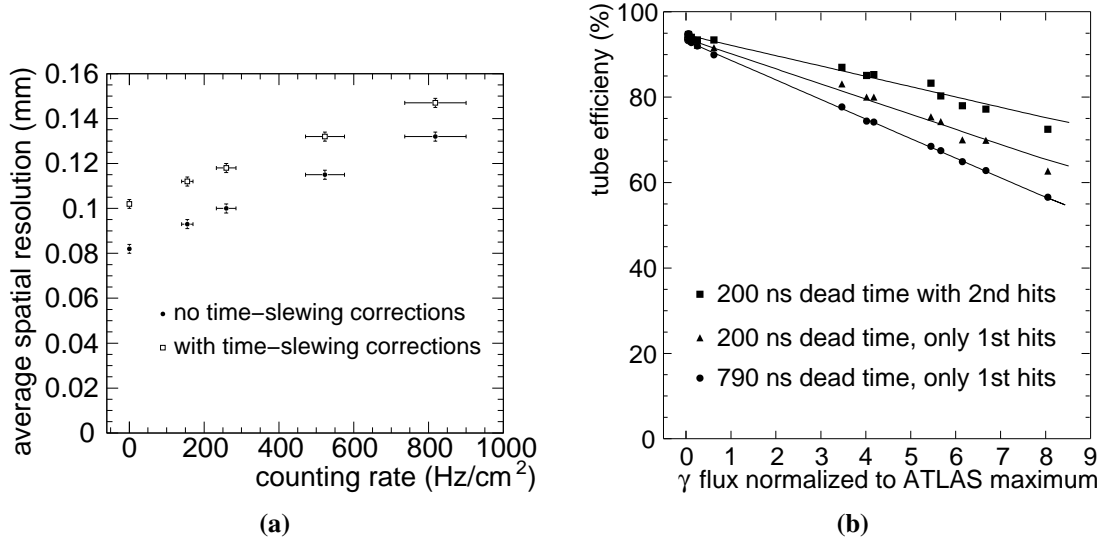 average spatial resolution (mm)
0.16
0.14
0.12
0.1
0.08
0.06
0.04
0.02
0
no time−slewing corrections
with time−slewing corrections
0 200 400 600 800 1000
counting rate (Hz/cm²)
(a)
tube efficieny (%)
100
80
60
40
20
0
200 ns dead time with 2nd hits
200 ns dead time, only 1st hits
790 ns dead time, only 1st hits
0 1 2 3 4 5 6 7 8 9
γ flux normalized to ATLAS maximum
(b)